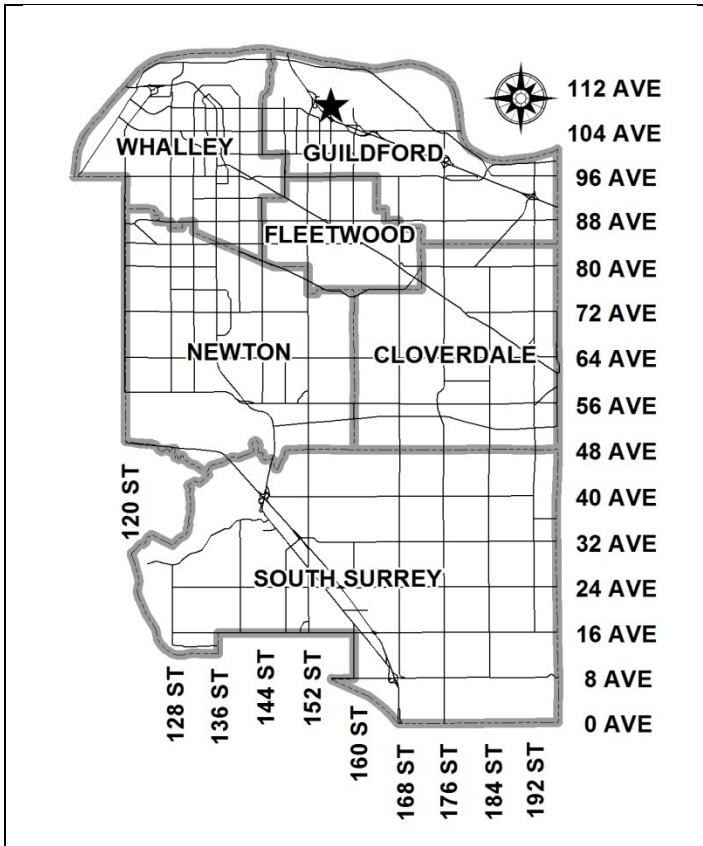 112 AVE
104 AVE
WHALLEY
GUILDFORD
96 AVE
88 AVE
FLEETWOOD
80 AVE
72 AVE
NEWTON
CLOVERDALE
64 AVE
56 AVE
48 AVE
120 ST
40 AVE
32 AVE
SOUTH SURREY
24 AVE
16 AVE
8 AVE
0 AVE
128 ST
136 ST
144 ST
152 ST
160 ST
168 ST
176 ST
184 ST
192 ST